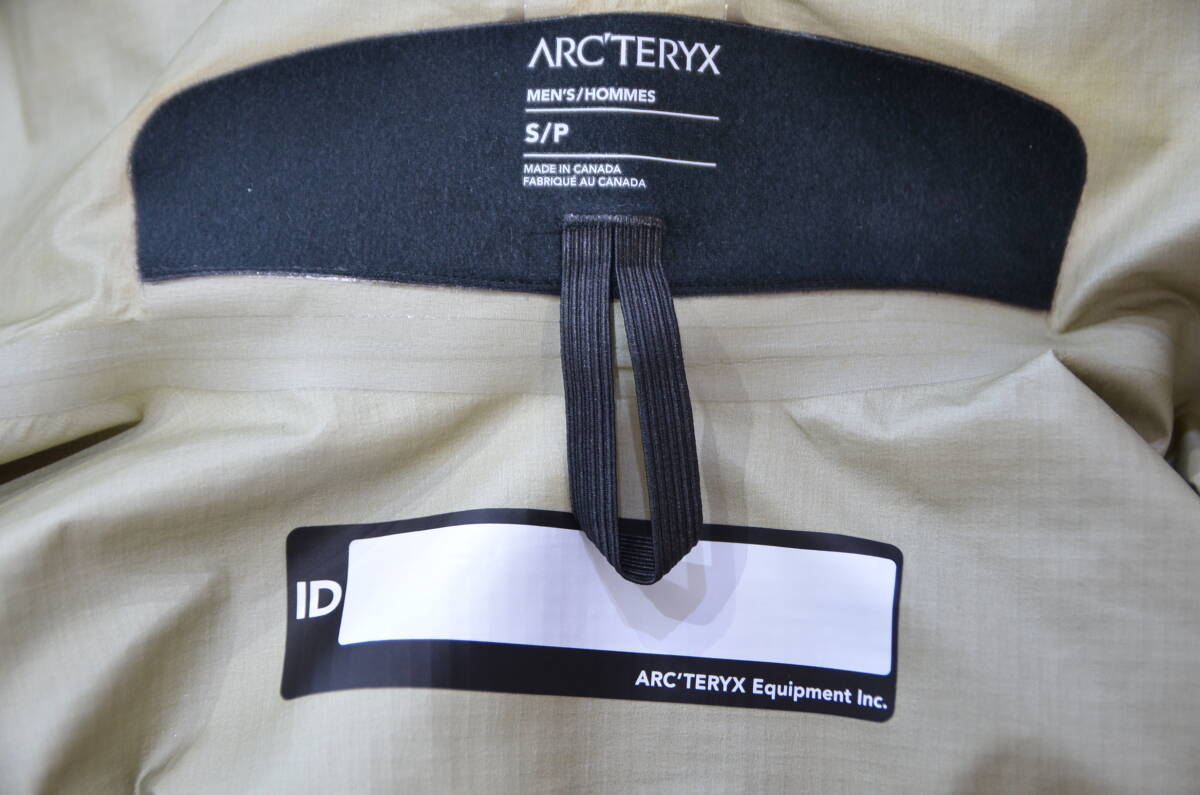 ARC'TERYX
MEN'S/HOMMES
S/P
MADE IN CANADA
FABRIQUÉ AU CANADA
ID
ARC'TERYX Equipment Inc.